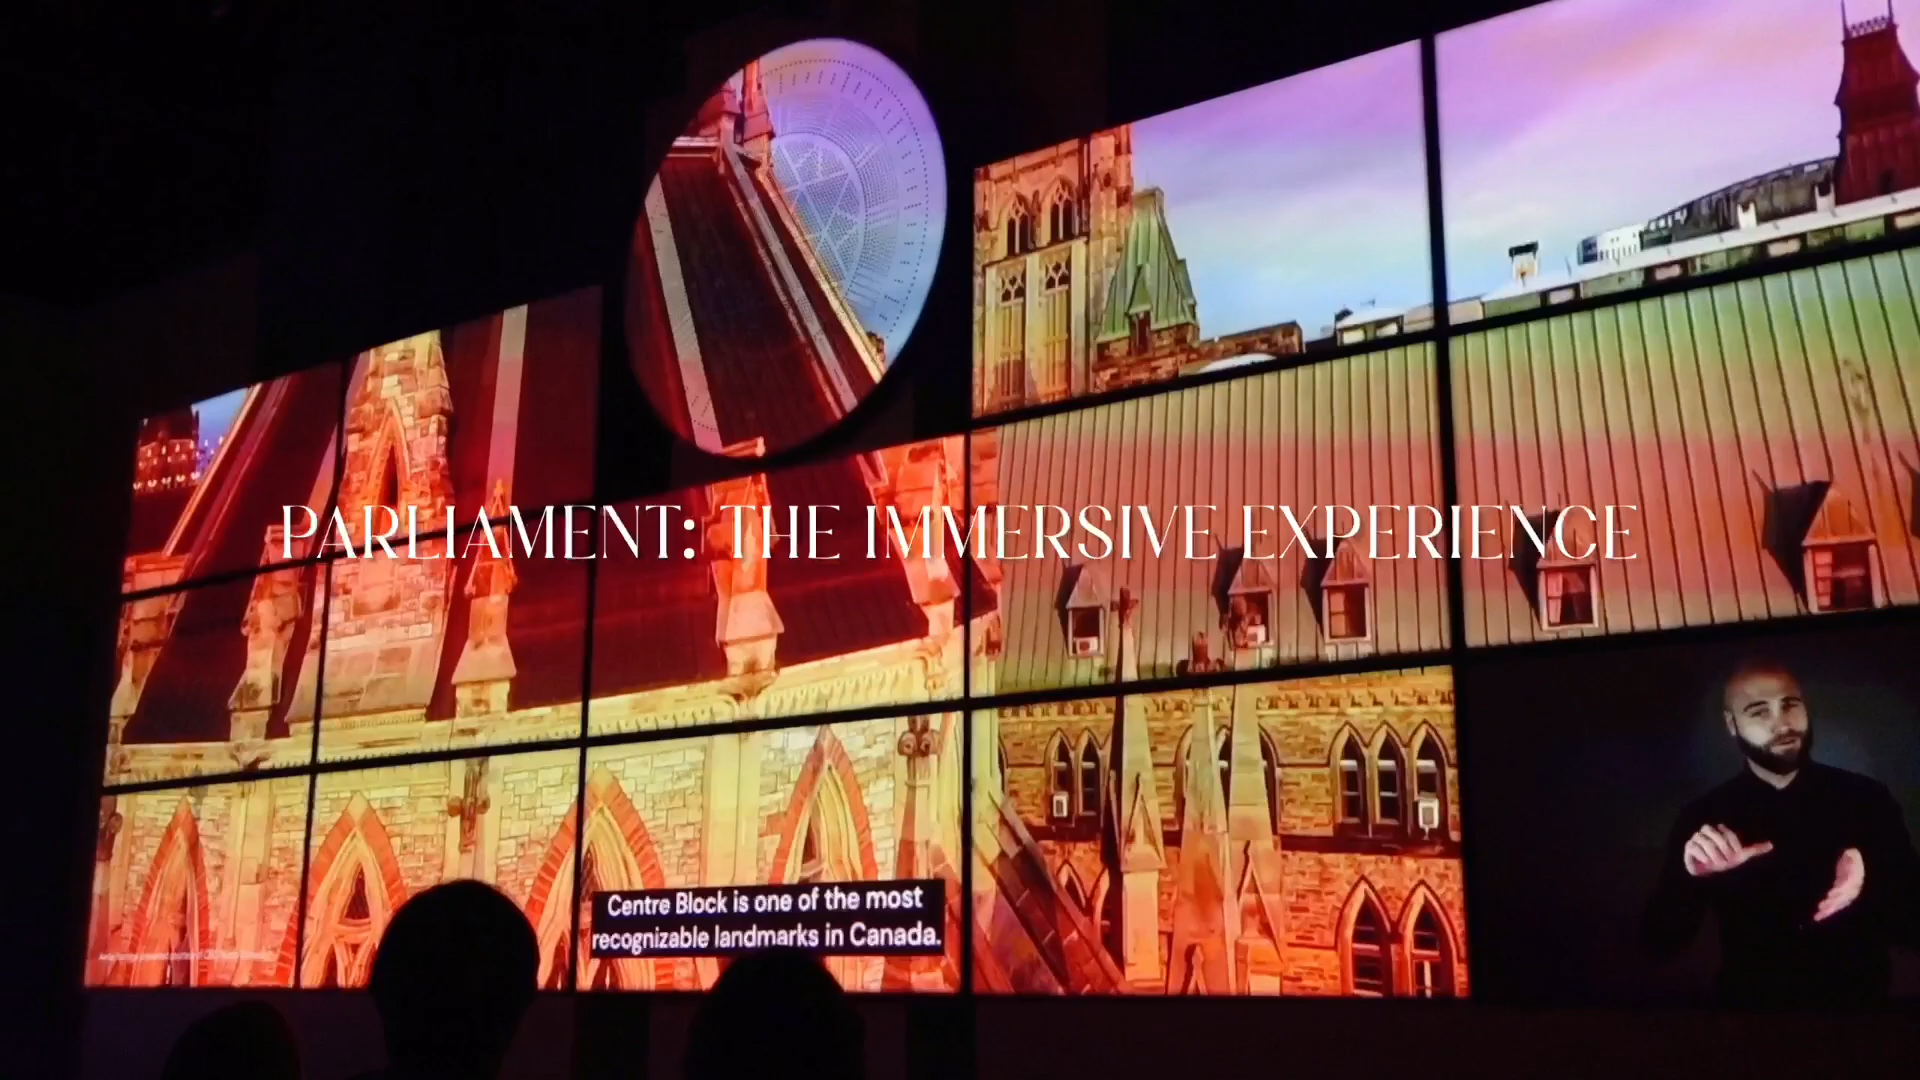 PARLIAMENT: THE IMMERSIVE EXPERIENCE
Centre Block is one of the most
recognizable landmarks in Canada.